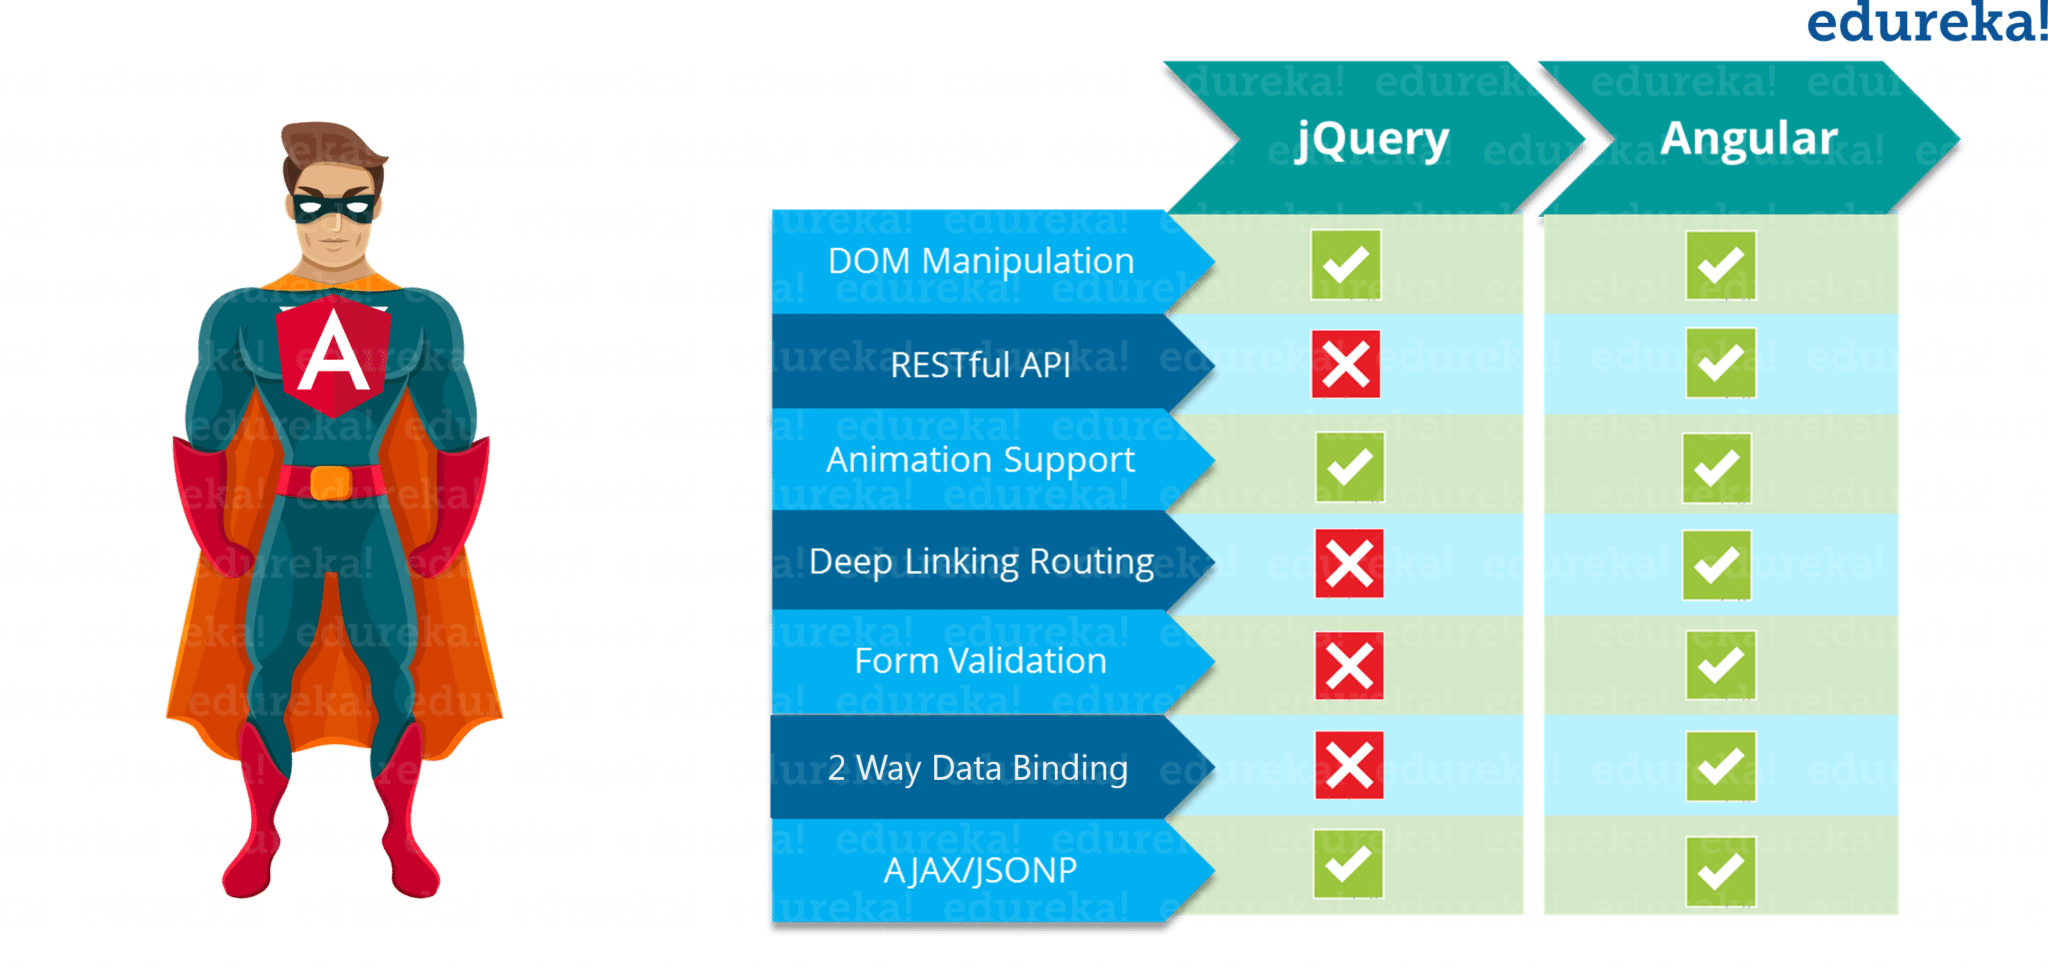 edureka!
jQuery
Angular
DOM Manipulation
RESTful API
Animation Support
Deep Linking Routing
Form Validation
2 Way Data Binding
AJAX/JSONP
A